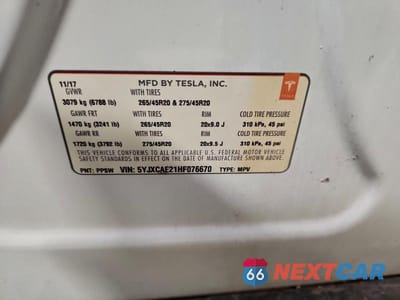 11/17 MFD BY TESLA, INC.
GVWR WITH TIRES
3079 kg (6788 lb) 265/45R20 & 275/45R20
GAWR FRT WITH TIRES RIM COLD TIRE PRESSURE
1470 kg (3241 lb) 265/45R20 20x9.0 J 310 kPa, 45 psi
GAWR RR WITH TIRES RIM COLD TIRE PRESSURE
1720 kg (3792 lb) 275/45R20 20x9.5 J 310 kPa, 45 psi
THIS VEHICLE CONFORMS TO ALL APPLICABLE U.S. FEDERAL MOTOR VEHICLE
SAFETY STANDARDS IN EFFECT ON THE DATE OF MANUFACTURE SHOWN ABOVE.
PNT: PPSW VIN: 5YJXCAE21HF076670 TYPE: MPV
TESLA
66 NEXTCAR